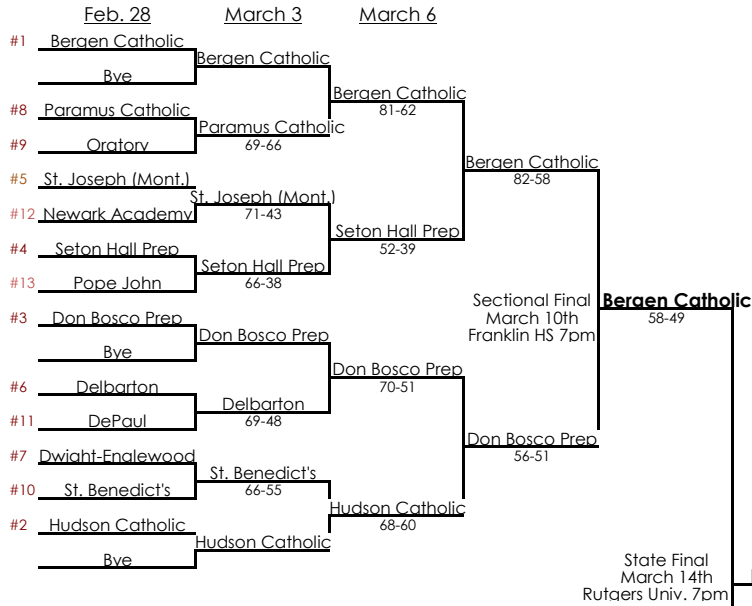 Feb. 28 March 3 March 6
#1 Bergen Catholic
Bergen Catholic
Bye
Bergen Catholic
81-62
#8 Paramus Catholic
Paramus Catholic
69-66
#9 Oratory
Bergen Catholic
82-58
#5 St. Joseph (Mont.)
St. Joseph (Mont.)
71-43
#12 Newark Academy
Seton Hall Prep
52-39
#4 Seton Hall Prep
Seton Hall Prep
66-38
#13 Pope John
Sectional Final
March 10th
Franklin HS 7pm
Bergen Catholic
58-49
#3 Don Bosco Prep
Don Bosco Prep
Bye
Don Bosco Prep
70-51
#6 Delbarton
Delbarton
69-48
#11 DePaul
Don Bosco Prep
56-51
#7 Dwight-Englewood
St. Benedict's
66-55
#10 St. Benedict's
Hudson Catholic
68-60
#2 Hudson Catholic
Hudson Catholic
Bye
State Final
March 14th
Rutgers Univ. 7pm